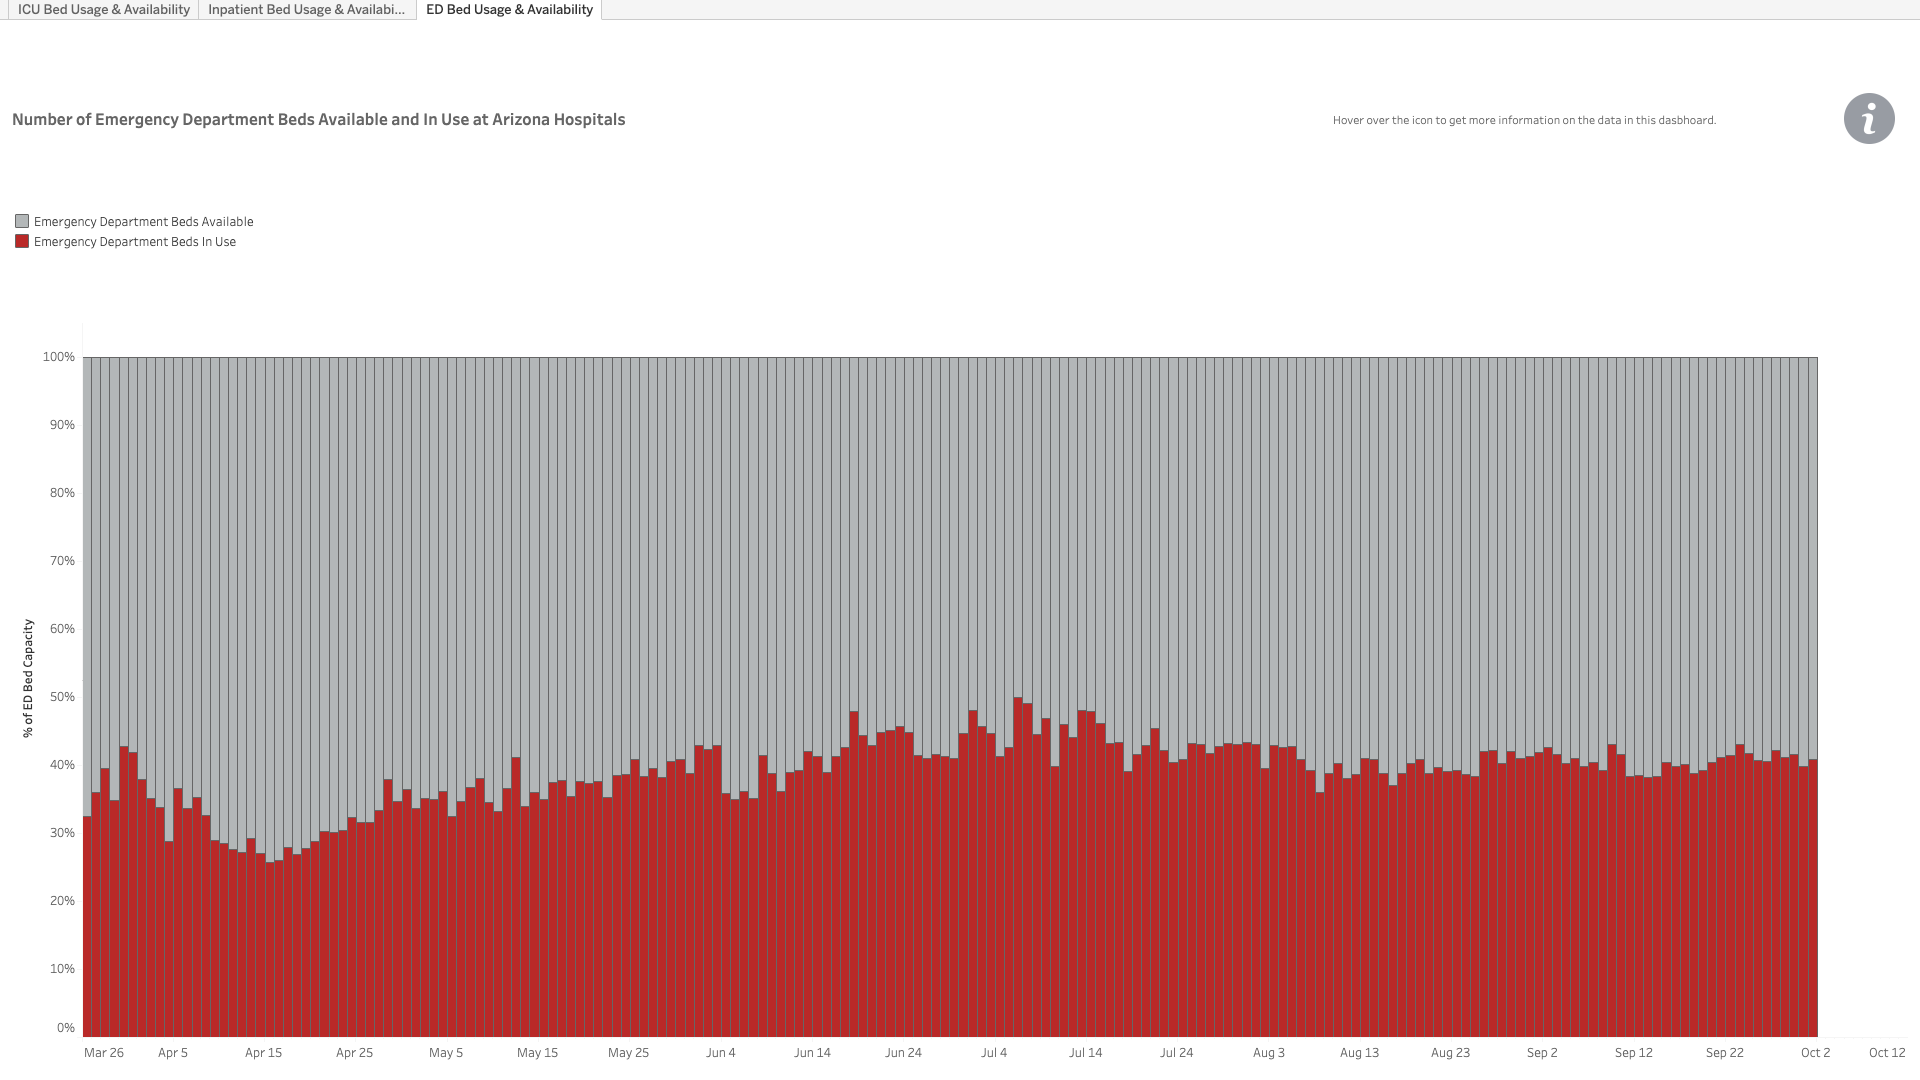 ICU Bed Usage & Availability
Inpatient Bed Usage & Availabi...
ED Bed Usage & Availability
Number of Emergency Department Beds Available and In Use at Arizona Hospitals
Hover over the icon to get more information on the data in this dasbhoard.
i
Emergency Department Beds Available
Emergency Department Beds In Use
% of ED Bed Capacity
100%
90%
80%
70%
60%
50%
40%
30%
20%
10%
0%
Mar 26 Apr 5 Apr 15 Apr 25 May 5 May 15 May 25 Jun 4 Jun 14 Jun 24 Jul 4 Jul 14 Jul 24 Aug 3 Aug 13 Aug 23 Sep 2 Sep 12 Sep 22 Oct 2 Oct 12